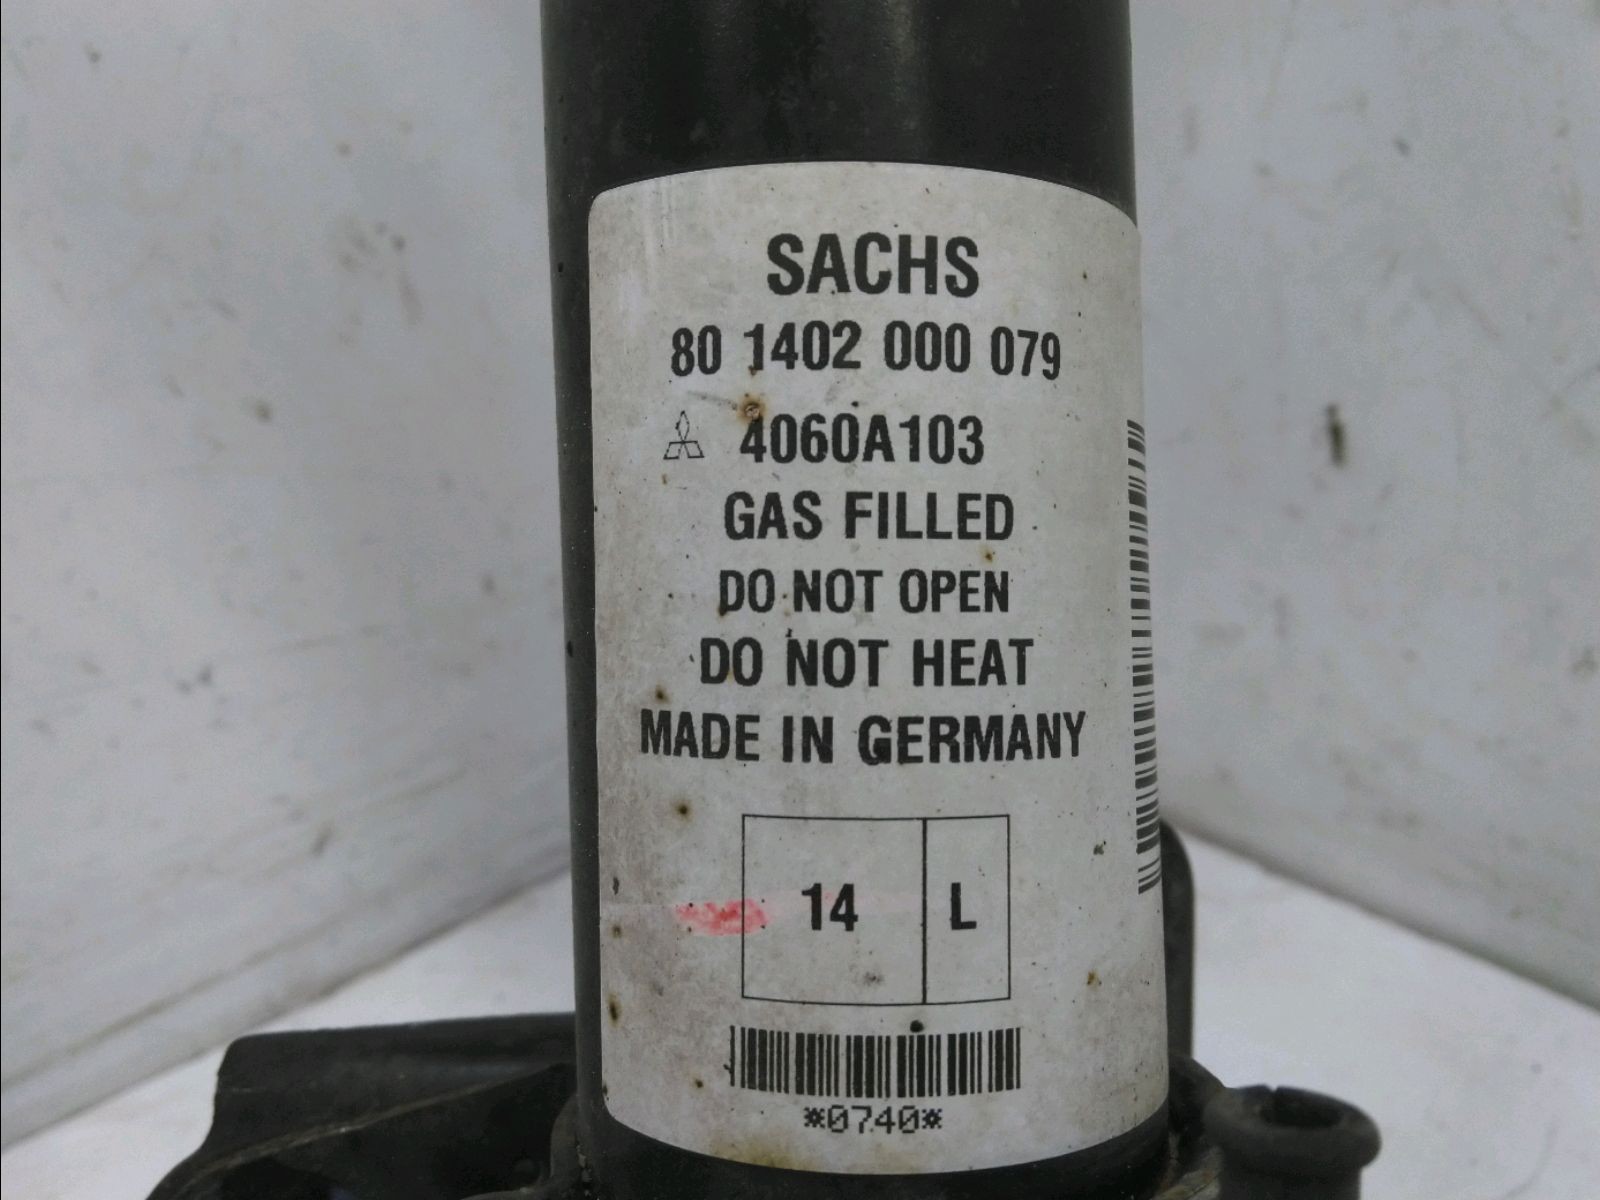 SACHS
80 1402 000 079
4060A103
GAS FILLED
DO NOT OPEN
DO NOT HEAT
MADE IN GERMANY
14 L
*0740*